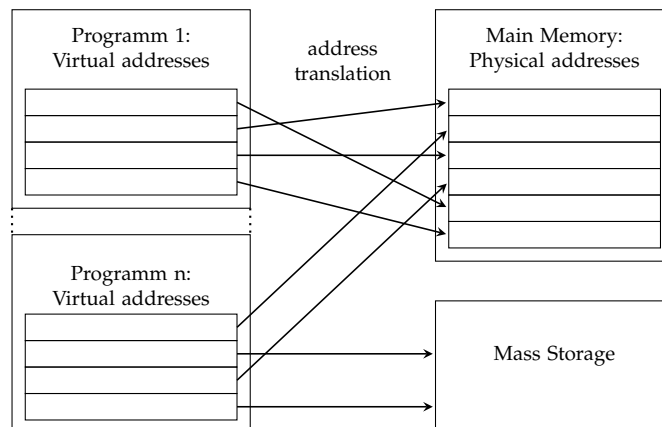 Programm 1:
Virtual addresses
address
translation
Main Memory:
Physical addresses
Programm n:
Virtual addresses
Mass Storage